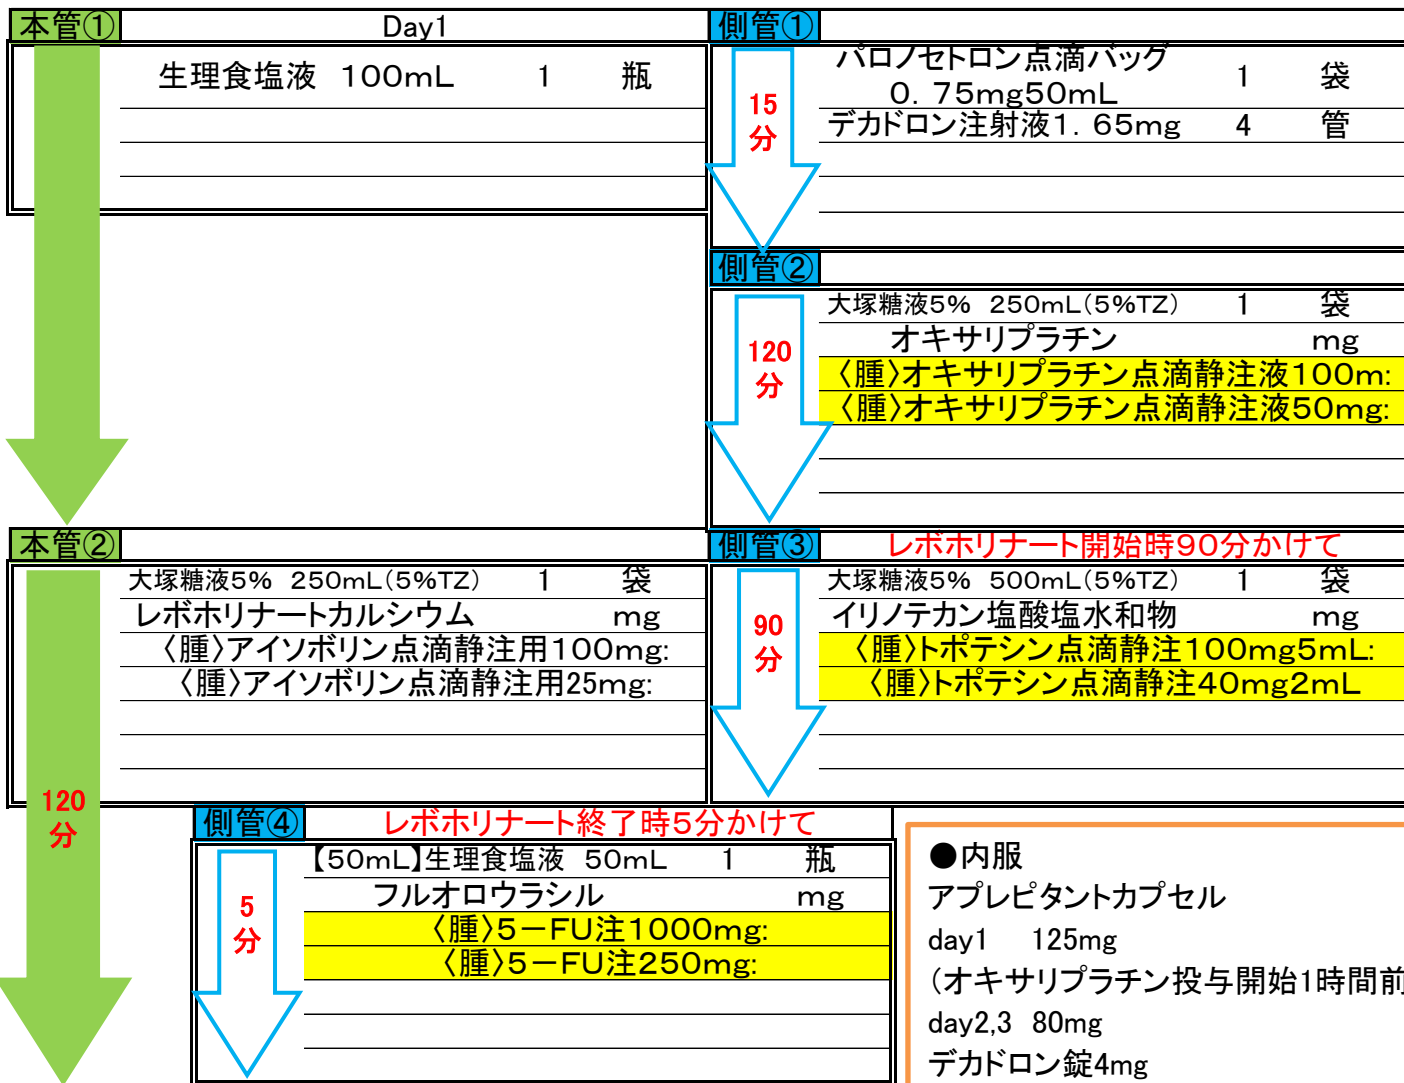 本管①
Day1
生理食塩液 100mL 1 瓶
側管①
15
分
パロノセトロン点滴バッグ
0.75mg50mL
1 袋
デカドロン注射液1.65mg 4 管
側管②
120
分
大塚糖液5% 250mL(5%TZ) 1 袋
オキサリプラチン mg
〈腫〉オキサリプラチン点滴静注液100m:
〈腫〉オキサリプラチン点滴静注液50mg:
本管②
120
分
大塚糖液5% 250mL(5%TZ) 1 袋
レボホリナートカルシウム mg
〈腫〉アイソボリン点滴静注用100mg:
〈腫〉アイソボリン点滴静注用25mg:
側管③
レボホリナート開始時90分かけて
90
分
大塚糖液5% 500mL(5%TZ) 1 袋
イリノテカン塩酸塩水和物 mg
〈腫〉トポテシン点滴静注100mg5mL:
〈腫〉トポテシン点滴静注40mg2mL
側管④
レボホリナート終了時5分かけて
5
分
【50mL】生理食塩液 50mL 1 瓶
フルオロウラシル mg
〈腫〉5-FU注1000mg:
〈腫〉5-FU注250mg:
●内服
アプレピタントカプセル
day1 125mg
(オキサリプラチン投与開始1時間前
day2,3 80mg
デカドロン錠4mg